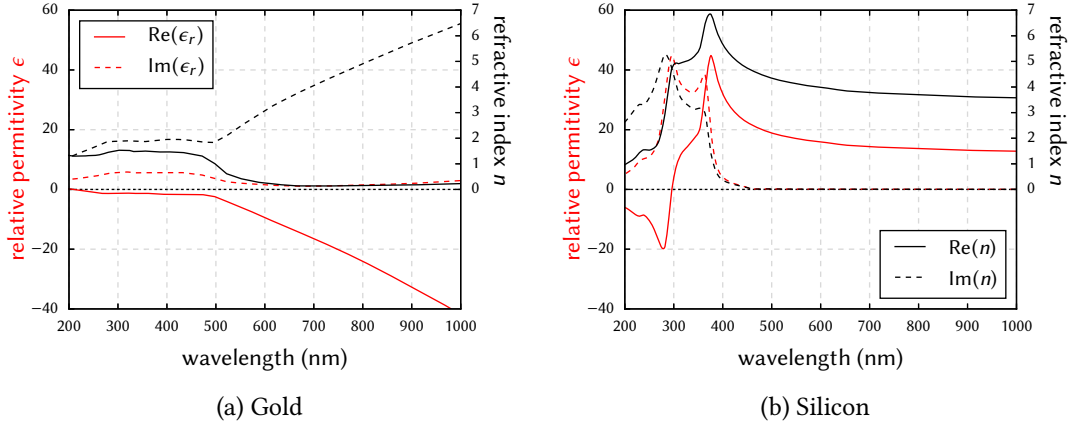 60
40
20
0
−20
−40
relative permitivity ϵ
Re(ϵr)
Im(ϵr)
7
6
5
4
3
2
1
0
refractive index n
200 300 400 500 600 700 800 900 1000
wavelength (nm)
(a) Gold
60
40
20
0
−20
−40
relative permitivity ϵ
7
6
5
4
3
2
1
0
refractive index n
Re(n)
Im(n)
200 300 400 500 600 700 800 900 1000
wavelength (nm)
(b) Silicon